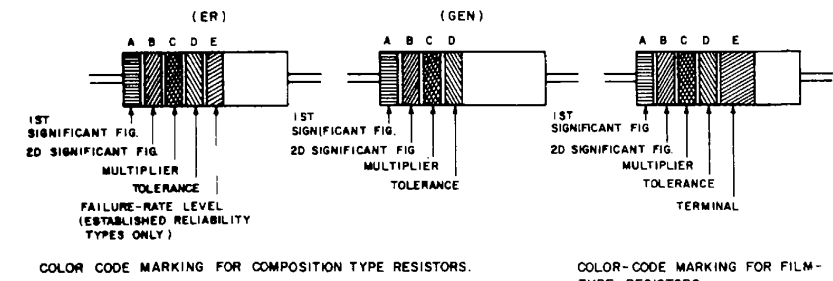 (ER)
A B C D E
1ST
SIGNIFICANT FIG.
2D SIGNIFICANT FIG.
MULTIPLIER
TOLERANCE
FAILURE-RATE LEVEL
(ESTABLISHED RELIABILITY
TYPES ONLY)
(GEN)
A B C D
1ST
SIGNIFICANT FIG.
2D SIGNIFICANT FIG.
MULTIPLIER
TOLERANCE
A B C D E
1ST
SIGNIFICANT FIG
2D SIGNIFICANT FIG.
MULTIPLIER
TOLERANCE
TERMINAL
COLOR CODE MARKING FOR COMPOSITION TYPE RESISTORS.
COLOR-CODE MARKING FOR FILM-